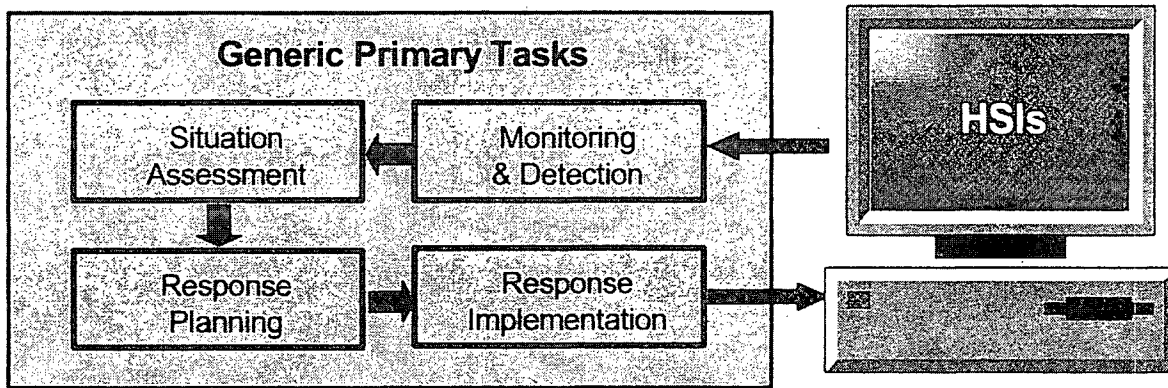 Generic Primary Tasks
Situation
Assessment
Monitoring
& Detection
HSIs
Response
Planning
Response
Implementation